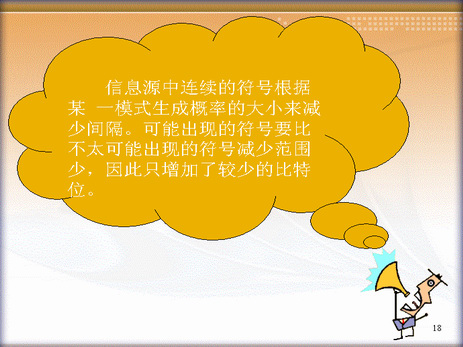 信息源中连续的符号根据
某 一模式生成概率的大小来减
少间隔。可能出现的符号要比
不太可能出现的符号减少范围
少，因此只增加了较少的比特
位。
18